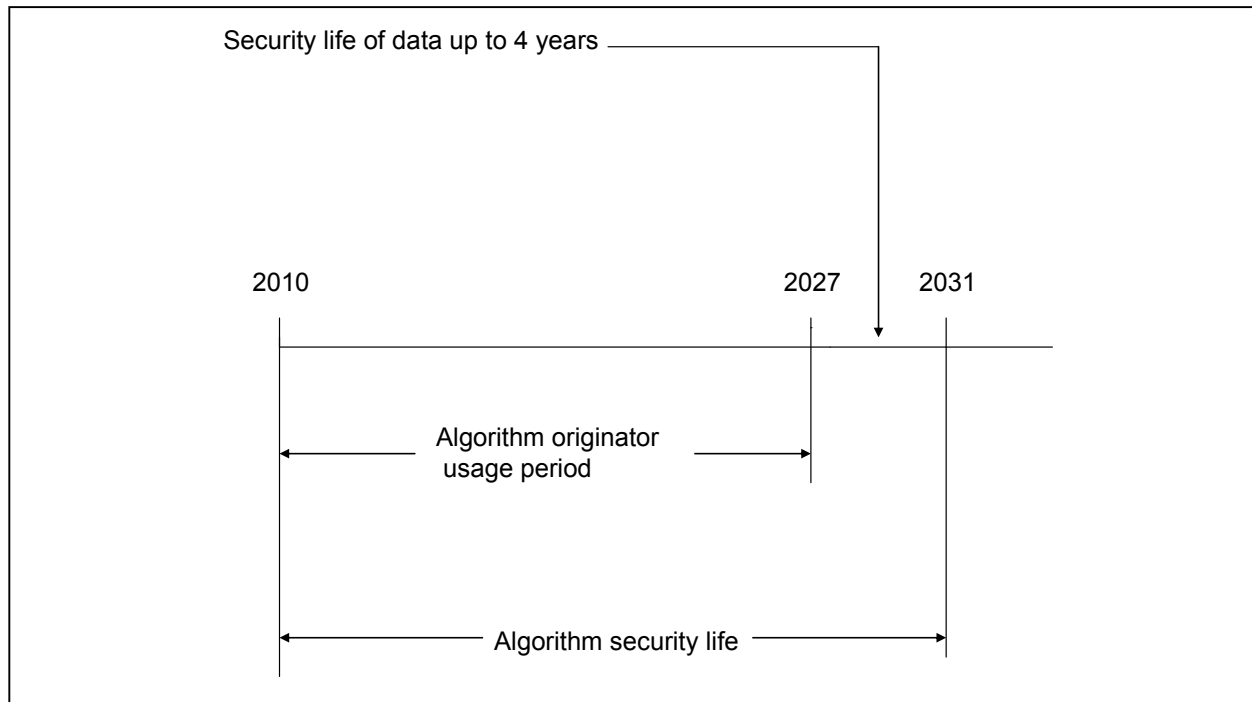 Security life of data up to 4 years
2010
2027
2031
Algorithm originator
usage period
Algorithm security life